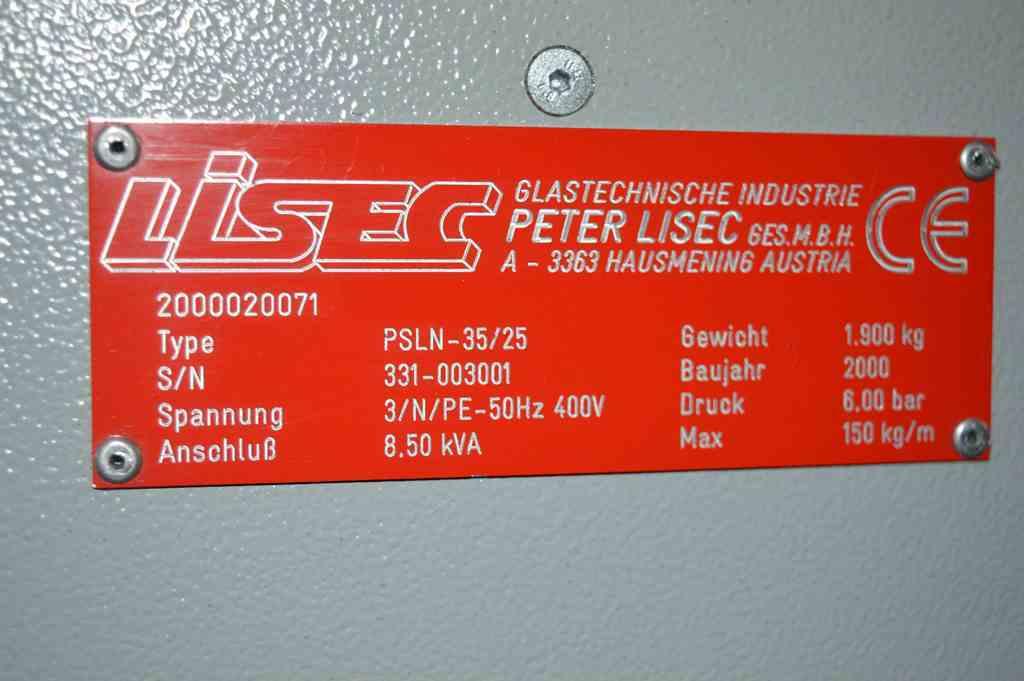 LiSEC
GLASTECHNISCHE INDUSTRIE
PETER LISEC GES.M.B.H.
A - 3363 HAUSMENING AUSTRIA
CE
2000020071
Type PSLN-35/25 Gewicht 1.900 kg
S/N 331-003001 Baujahr 2000
Spannung 3/N/PE-50Hz 400V Druck 6,00 bar
Anschluß 8.50 kVA Max 150 kg/m